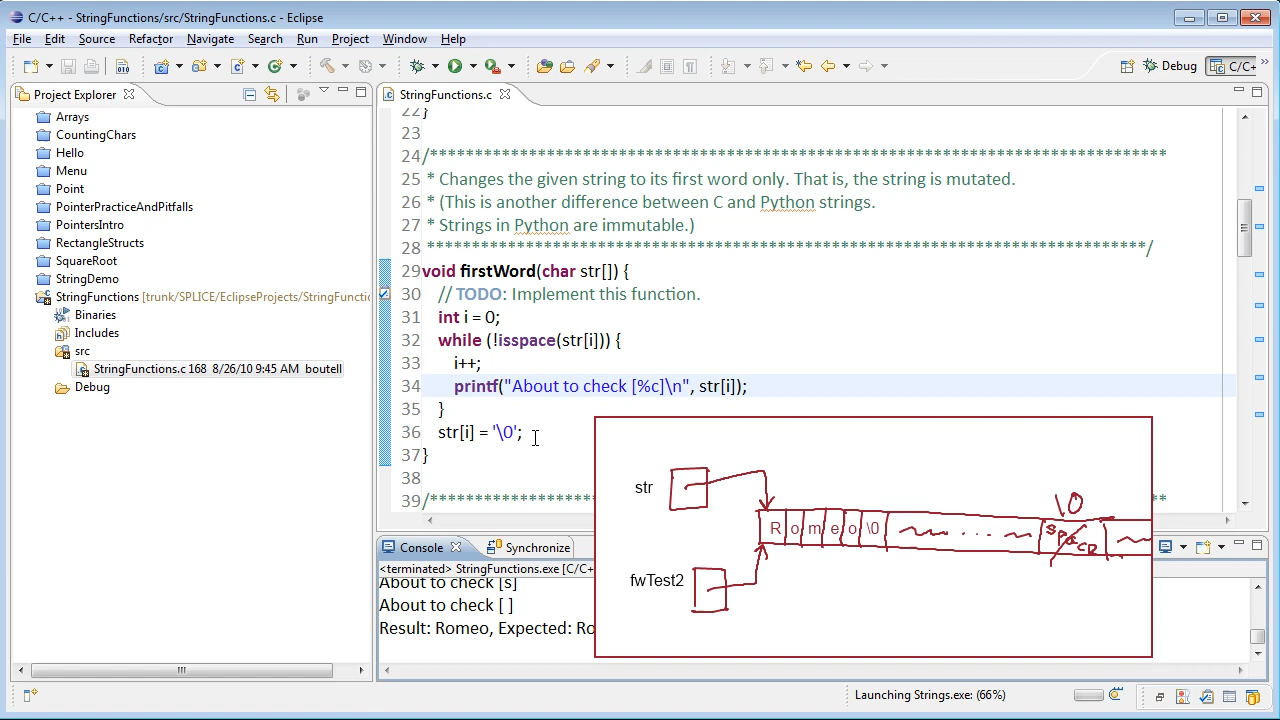 C/C++ - StringFunctions/src/StringFunctions.c - Eclipse
File Edit Source Refactor Navigate Search Run Project Window Help
Debug C/C++
Project Explorer
StringFunctions.c
Arrays
CountingChars
Hello
Menu
Point
PointerPracticeAndPitfalls
PointersIntro
RectangleStructs
SquareRoot
StringDemo
StringFunctions [trunk/SPLICE/EclipseProjects/StringFunctio
Binaries
Includes
src
StringFunctions.c 168 8/26/10 9:45 AM boutell
Debug
22 }
23
24 /*******************************************************************************
25 * Changes the given string to its first word only. That is, the string is mutated.
26 * (This is another difference between C and Python strings.
27 * Strings in Python are immutable.)
28 *******************************************************************************/
29 void firstWord(char str[]) {
30 // TODO: Implement this function.
31 int i = 0;
32 while (!isspace(str[i])) {
33 i++;
34 printf("About to check [%c]\n", str[i]);
35 }
36 str[i] = '\0';
37 }
38
39 /*******************************************************************************
str
R o m e o \0
space
\0
fwTest2
Console Synchronize
<terminated> StringFunctions.exe [C/C+
About to check [s]
About to check [ ]
Result: Romeo, Expected: Ro
Launching Strings.exe: (66%)